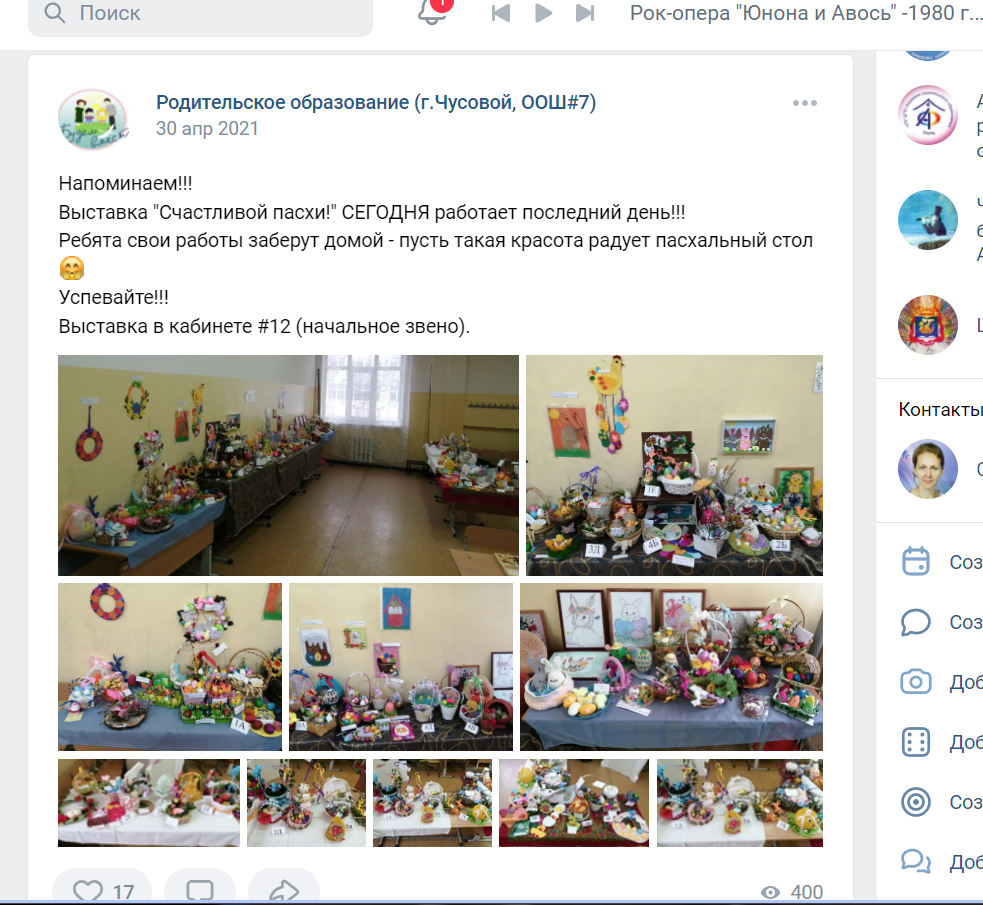 Поиск
1
Рок-опера "Юнона и Авось" -1980 г...
Родительское образование (г.Чусовой, ООШ#7)
30 апр 2021
Напоминаем!!!
Выставка "Счастливой пасхи!" СЕГОДНЯ работает последний день!!!
Ребята свои работы заберут домой - пусть такая красота радует пасхальный стол
🤗
Успевайте!!!
Выставка в кабинете #12 (начальное звено).
3Д
4Б
2Б
1А
17
400
Контакты
Соз
Соз
Доб
Доб
Соз
Доб